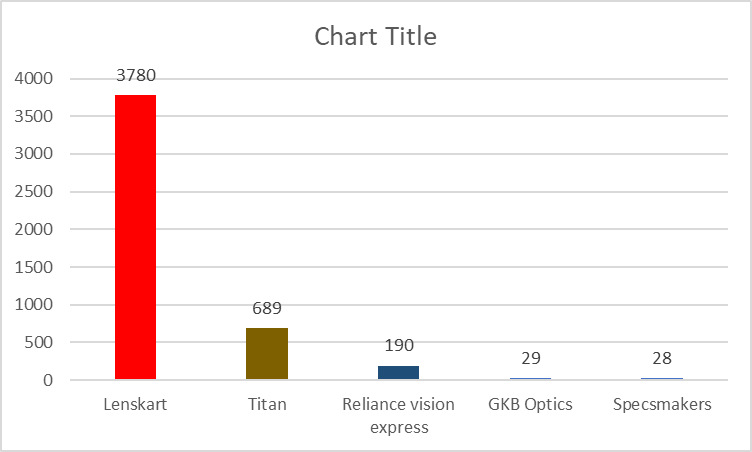 Chart Title
3780
4000
3500
3000
2500
2000
1500
1000
500
0
689
190
29
28
Lenskart
Titan
Reliance vision
express
GKB Optics
Specsmakers